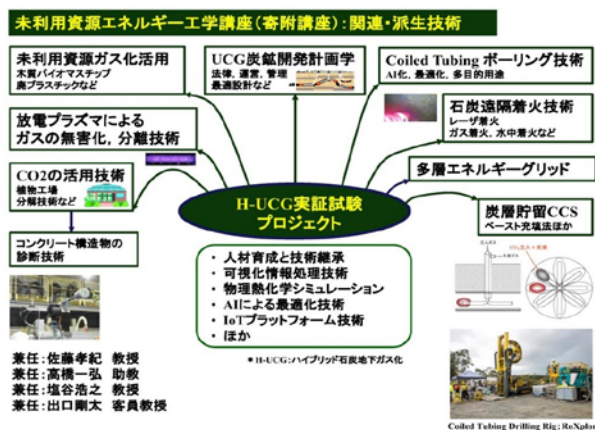 未利用資源エネルギー工学講座(寄附講座):関連・派生技術
未利用資源ガス化活用
木質バイオマスチップ
廃プラスチックなど
UCG炭鉱開発計画学
法律, 運営, 管理
最適設計など
Coiled Tubing ボーリング技術
AI化, 最適化, 多目的用途
放電プラズマによる
ガスの無害化, 分離技術
石炭遠隔着火技術
レーザ着火
ガス着火, 水中着火など
CO2の活用技術
植物工場
分解技術など
多層エネルギーグリッド
H-UCG実証試験
プロジェクト
炭層貯留CCS
ペースト充填法ほか
コンクリート構造物の
診断技術
・ 人材育成と技術継承
・ 可視化情報処理技術
・ 物理熱化学シミュレーション
・ AIによる最適化技術
・ IoTプラットフォーム技術
・ ほか
* H-UCG:ハイブリッド石炭地下ガス化
兼任:佐藤孝紀 教授
兼任:高橋一弘 助教
兼任:塩谷浩之 教授
兼任:出口剛太 客員教授
Coiled Tubing Drilling Rig; RoXplor